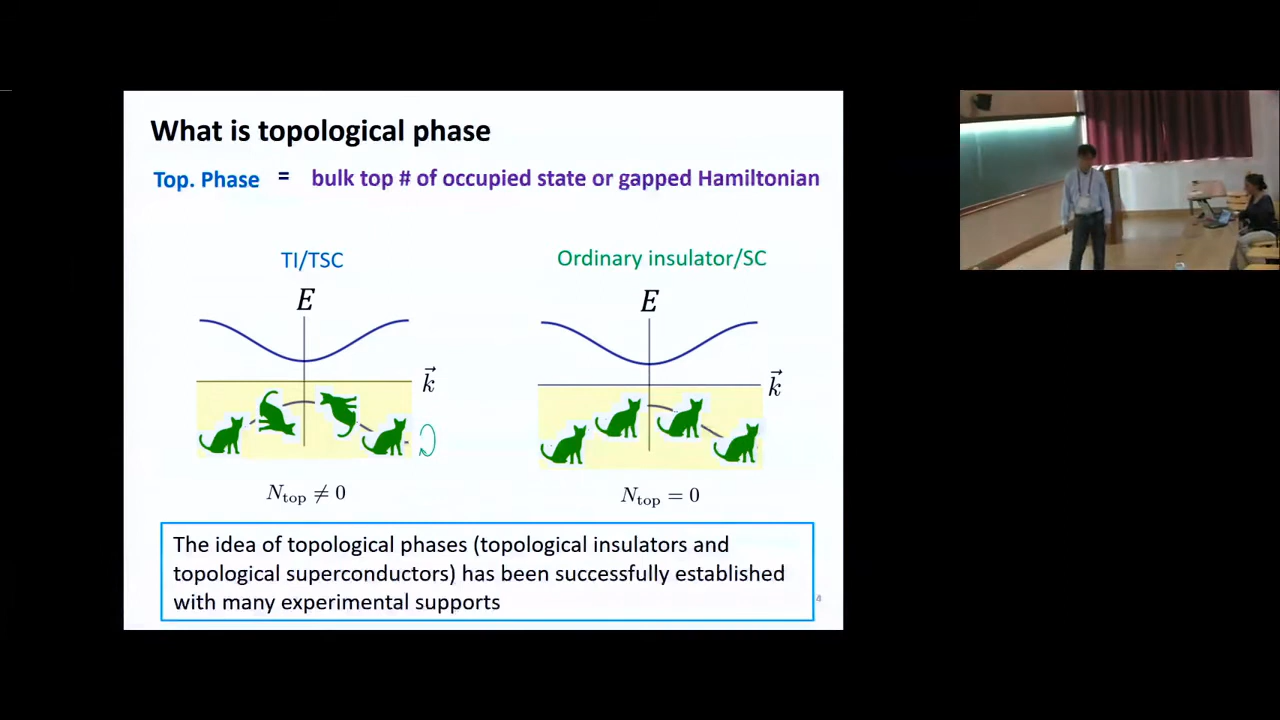 What is topological phase
Top. Phase = bulk top # of occupied state or gapped Hamiltonian
TI/TSC
Ordinary insulator/SC
E
E
k⃗
k⃗
N_top ≠ 0
N_top = 0
The idea of topological phases (topological insulators and
topological superconductors) has been successfully established
with many experimental supports
4